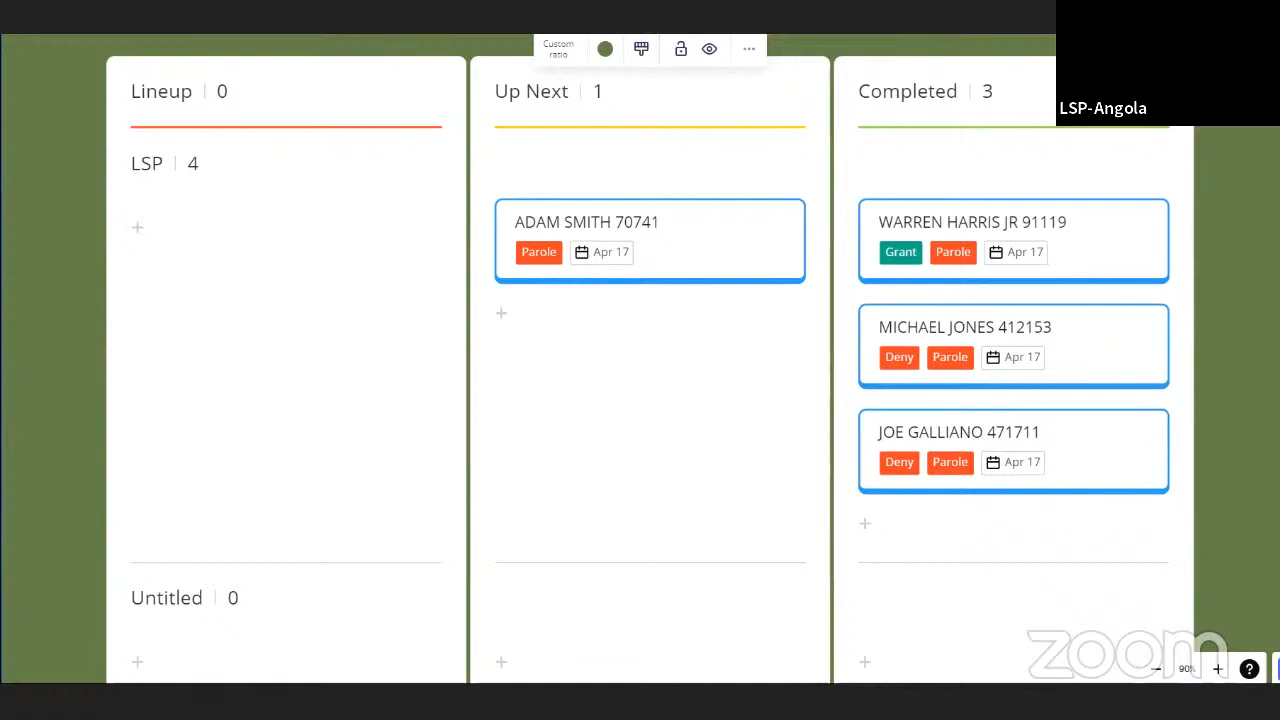 Custom
ratio
LSP-Angola
Lineup 0
Up Next 1
Completed 3
LSP 4
ADAM SMITH 70741
Parole Apr 17
WARREN HARRIS JR 91119
Grant Parole Apr 17
MICHAEL JONES 412153
Deny Parole Apr 17
JOE GALLIANO 471711
Deny Parole Apr 17
Untitled 0
zoom
90%